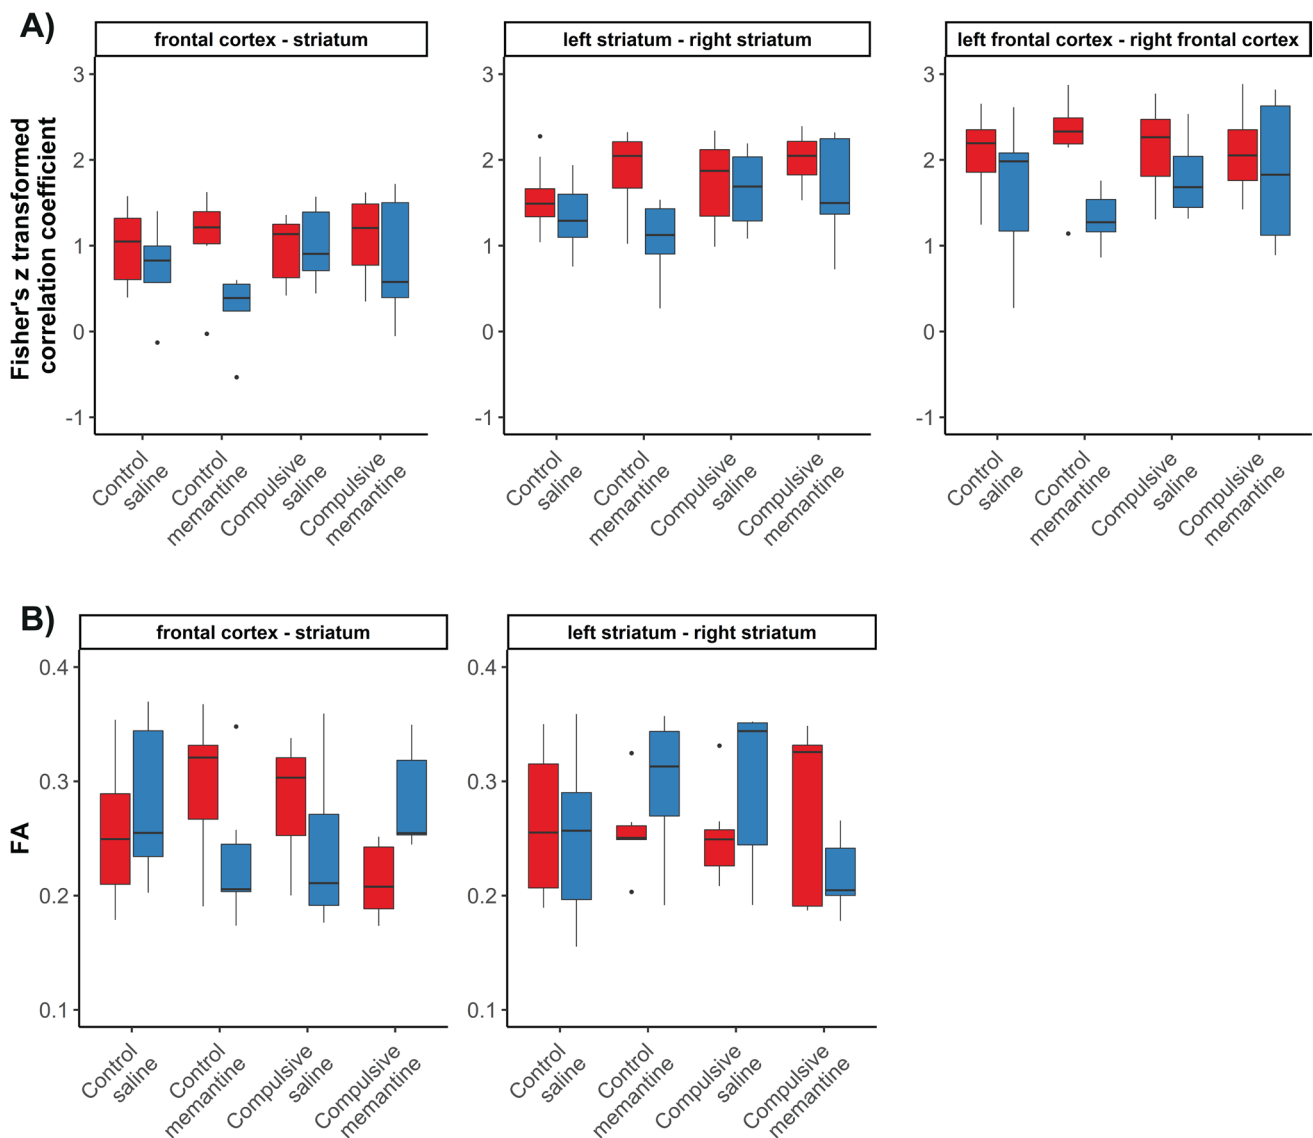 A)
frontal cortex - striatum
left striatum - right striatum
left frontal cortex - right frontal cortex
Fisher's z transformed
correlation coefficient
3
2
1
0
-1
3
2
1
0
-1
3
2
1
0
-1
Control
saline
Control
memantine
Compulsive
saline
Compulsive
memantine
Control
saline
Control
memantine
Compulsive
saline
Compulsive
memantine
Control
saline
Control
memantine
Compulsive
saline
Compulsive
memantine
B)
frontal cortex - striatum
left striatum - right striatum
FA
0.4
0.3
0.2
0.1
0.4
0.3
0.2
0.1
Control
saline
Control
memantine
Compulsive
saline
Compulsive
memantine
Control
saline
Control
memantine
Compulsive
saline
Compulsive
memantine